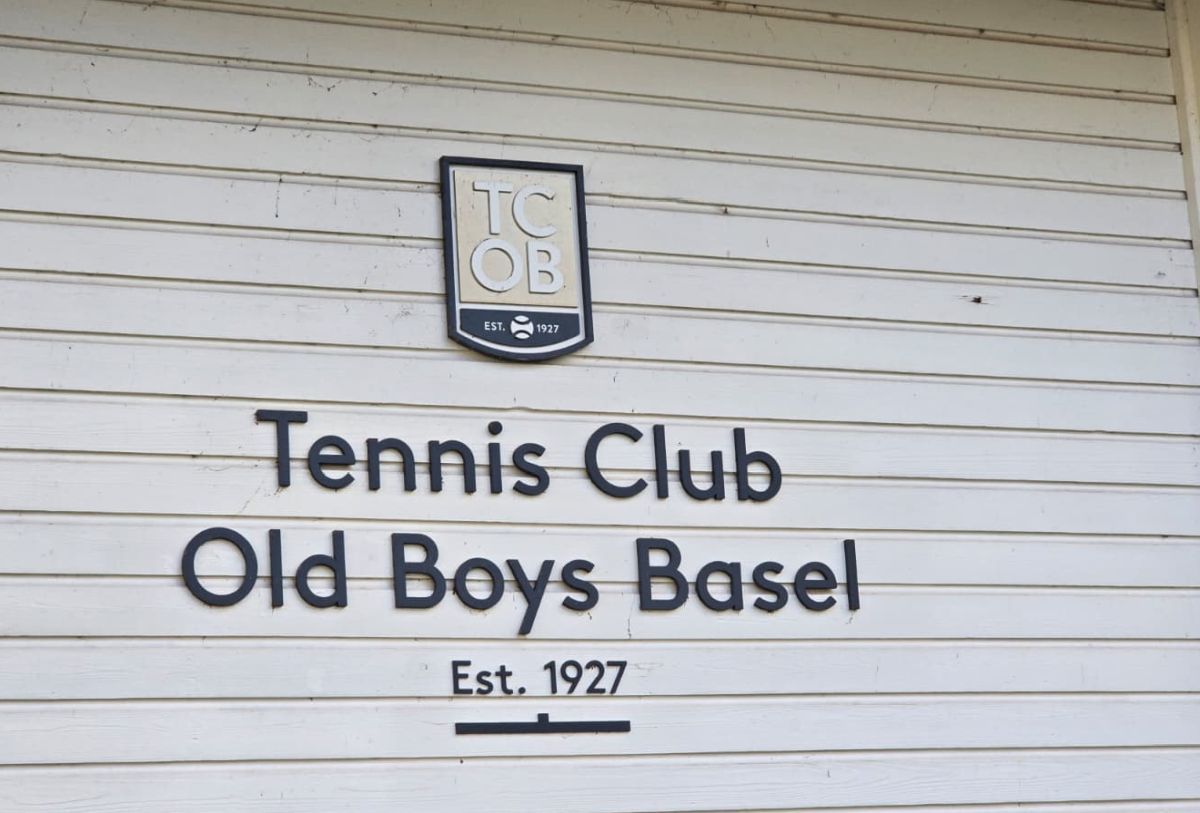 TC
OB
EST. 1927
Tennis Club
Old Boys Basel
Est. 1927